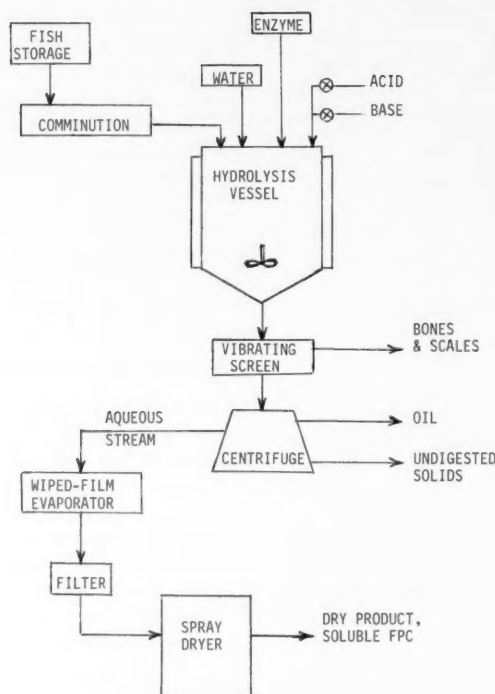 FISH
STORAGE
ENZYME
WATER
ACID
BASE
COMMINUTION
HYDROLYSIS
VESSEL
VIBRATING
SCREEN
BONES
& SCALES
AQUEOUS
STREAM
CENTRIFUGE
OIL
UNDIGESTED
SOLIDS
WIPED-FILM
EVAPORATOR
FILTER
SPRAY
DRYER
DRY PRODUCT,
SOLUBLE FPC